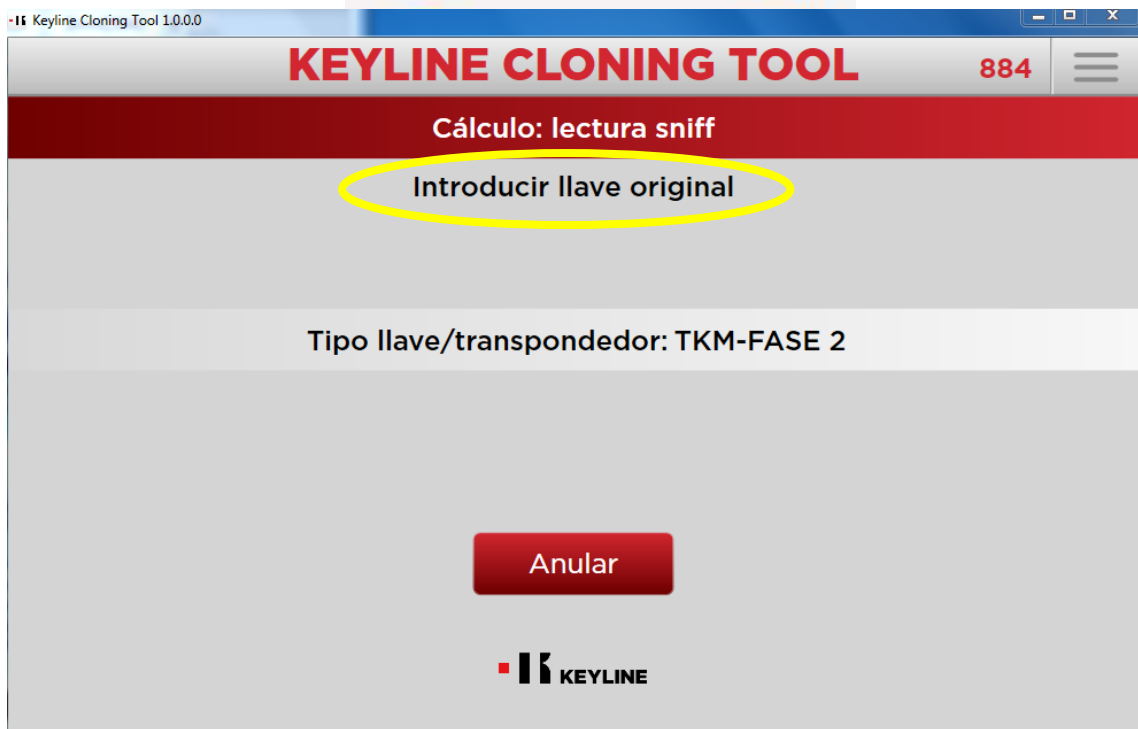 Keyline Cloning Tool 1.0.0.0
KEYLINE CLONING TOOL
884
Cálculo: lectura sniff
Introducir llave original
Tipo llave/transpondedor: TKM-FASE 2
Anular
KEYLINE